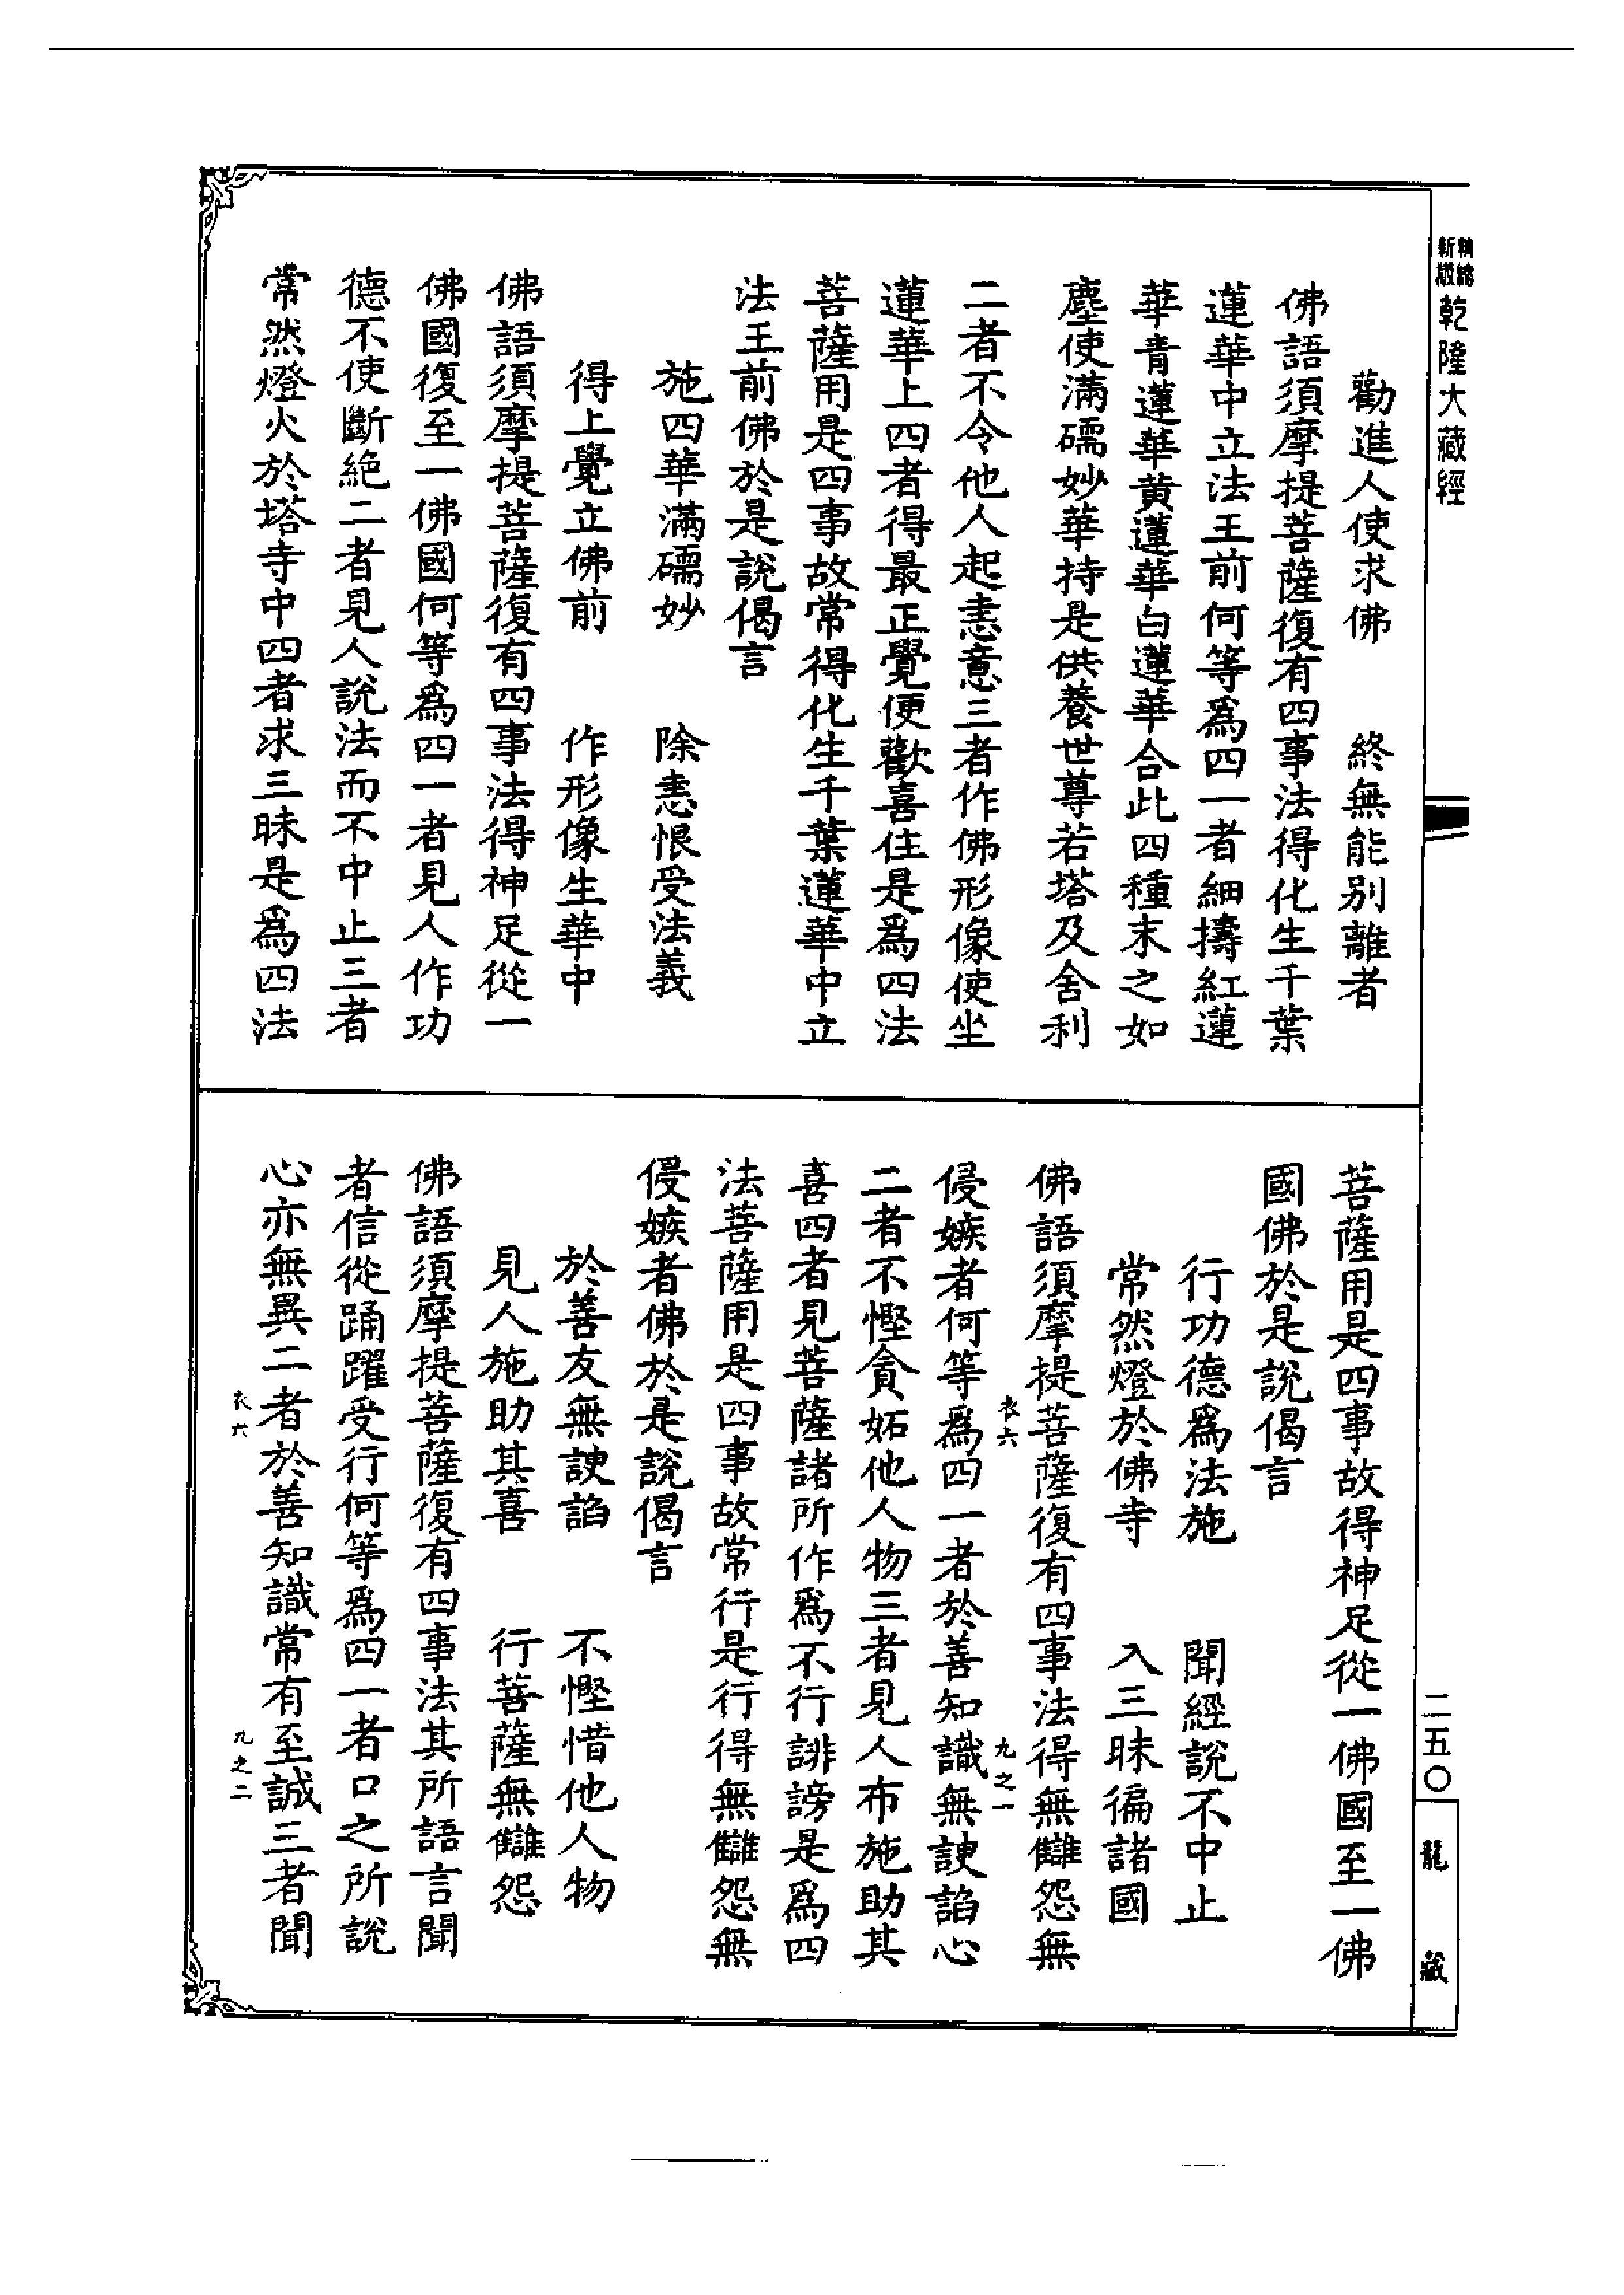 精縮
新版
乾隆大藏經
勸進人使求佛　終無能别離者
佛語須摩提菩薩復有四事法得化生千葉
蓮華中立法王前何等爲四一者細擣紅蓮
華青蓮華黄蓮華白蓮華合此四種末之如
塵使滿礝妙華持是供養世尊若塔及舍利
二者不令他人起恚意三者作佛形像使坐
蓮華上四者得最正覺便歡喜住是爲四法
菩薩用是四事故常得化生千葉蓮華中立
法王前佛於是說偈言
施四華滿礝妙　除恚恨受法義
得上覺立佛前　作形像生華中
佛語須摩提菩薩復有四事法得神足從一
佛國復至一佛國何等爲四一者見人作功
德不使斷絶二者見人說法而不中止三者
常然燈火於塔寺中四者求三昧是爲四法
菩薩用是四事故得神足從一佛國至一佛
國佛於是說偈言
行功德爲法施　聞經說不中止
常然燈於佛寺　入三昧徧諸國
佛語須摩提菩薩復有四事法得無讎怨無
衣六　九之一
侵嫉者何等爲四一者於善知識無諛諂心
二者不慳貪妬他人物三者見人布施助其
喜四者見菩薩諸所作爲不行誹謗是爲四
法菩薩用是四事故常行是行得無讎怨無
侵嫉者佛於是說偈言
於善友無諛諂　不慳惜他人物
見人施助其喜　行菩薩無讎怨
佛語須摩提菩薩復有四事法其所語言聞
者信從踊躍受行何等爲四一者口之所說
心亦無異二者於善知識常有至誠三者聞
衣六　九之二
二五〇
龍藏